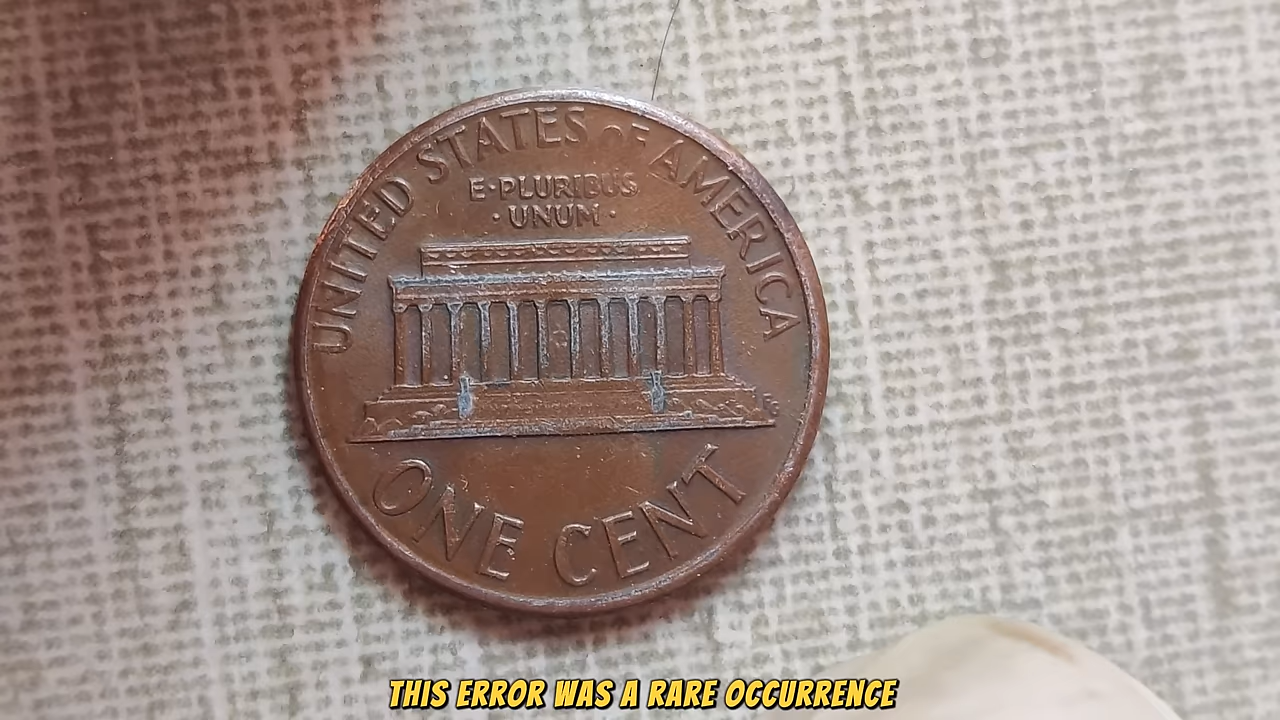 UNITED STATES OF AMERICA
E·PLURIBUS
·UNUM·
ONE CENT
FG
THIS ERROR WAS A RARE OCCURRENCE